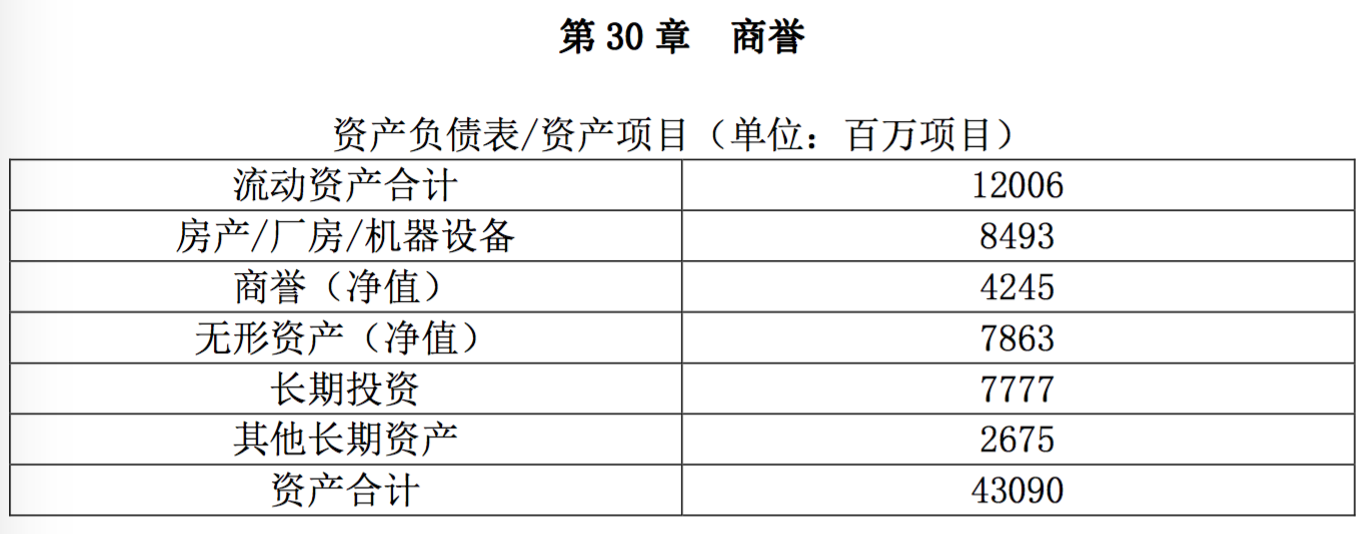 第 30 章 商誉
资产负债表/资产项目（单位：百万项目）
流动资产合计 12006
房产/厂房/机器设备 8493
商誉（净值） 4245
无形资产（净值） 7863
长期投资 7777
其他长期资产 2675
资产合计 43090